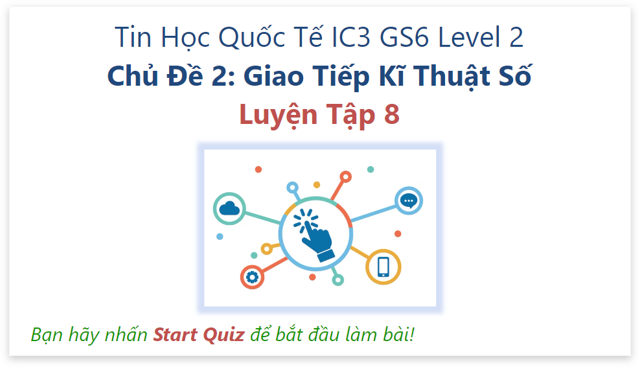 Tin Học Quốc Tế IC3 GS6 Level 2
Chủ Đề 2: Giao Tiếp Kĩ Thuật Số
Luyện Tập 8
Bạn hãy nhấn Start Quiz để bắt đầu làm bài!